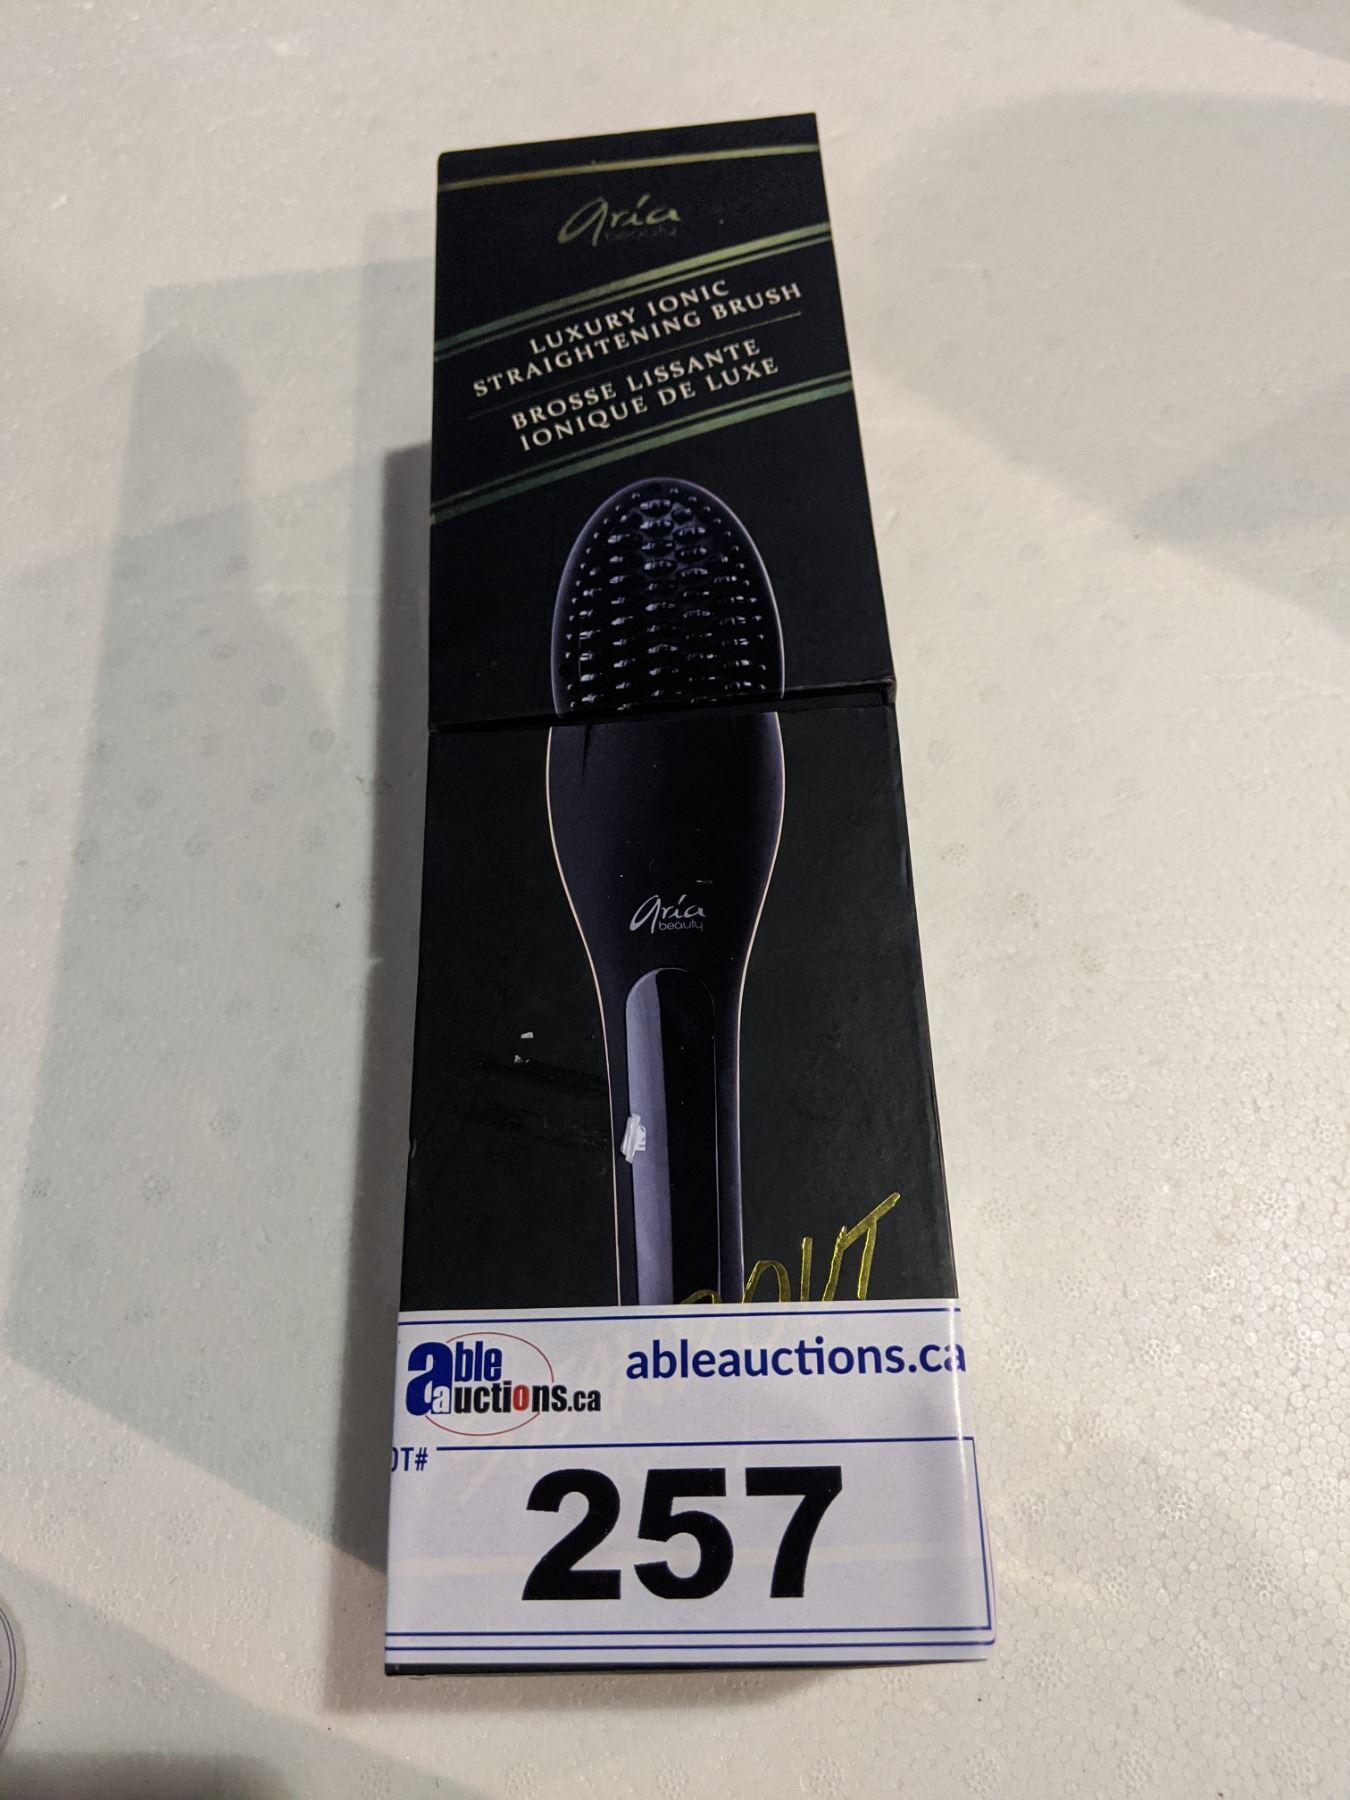 aria
beauty
LUXURY IONIC
STRAIGHTENING BRUSH
BROSSE LISSANTE
IONIQUE DE LUXE
aria
beauty
able
auctions.ca
ableauctions.ca
OT#
257